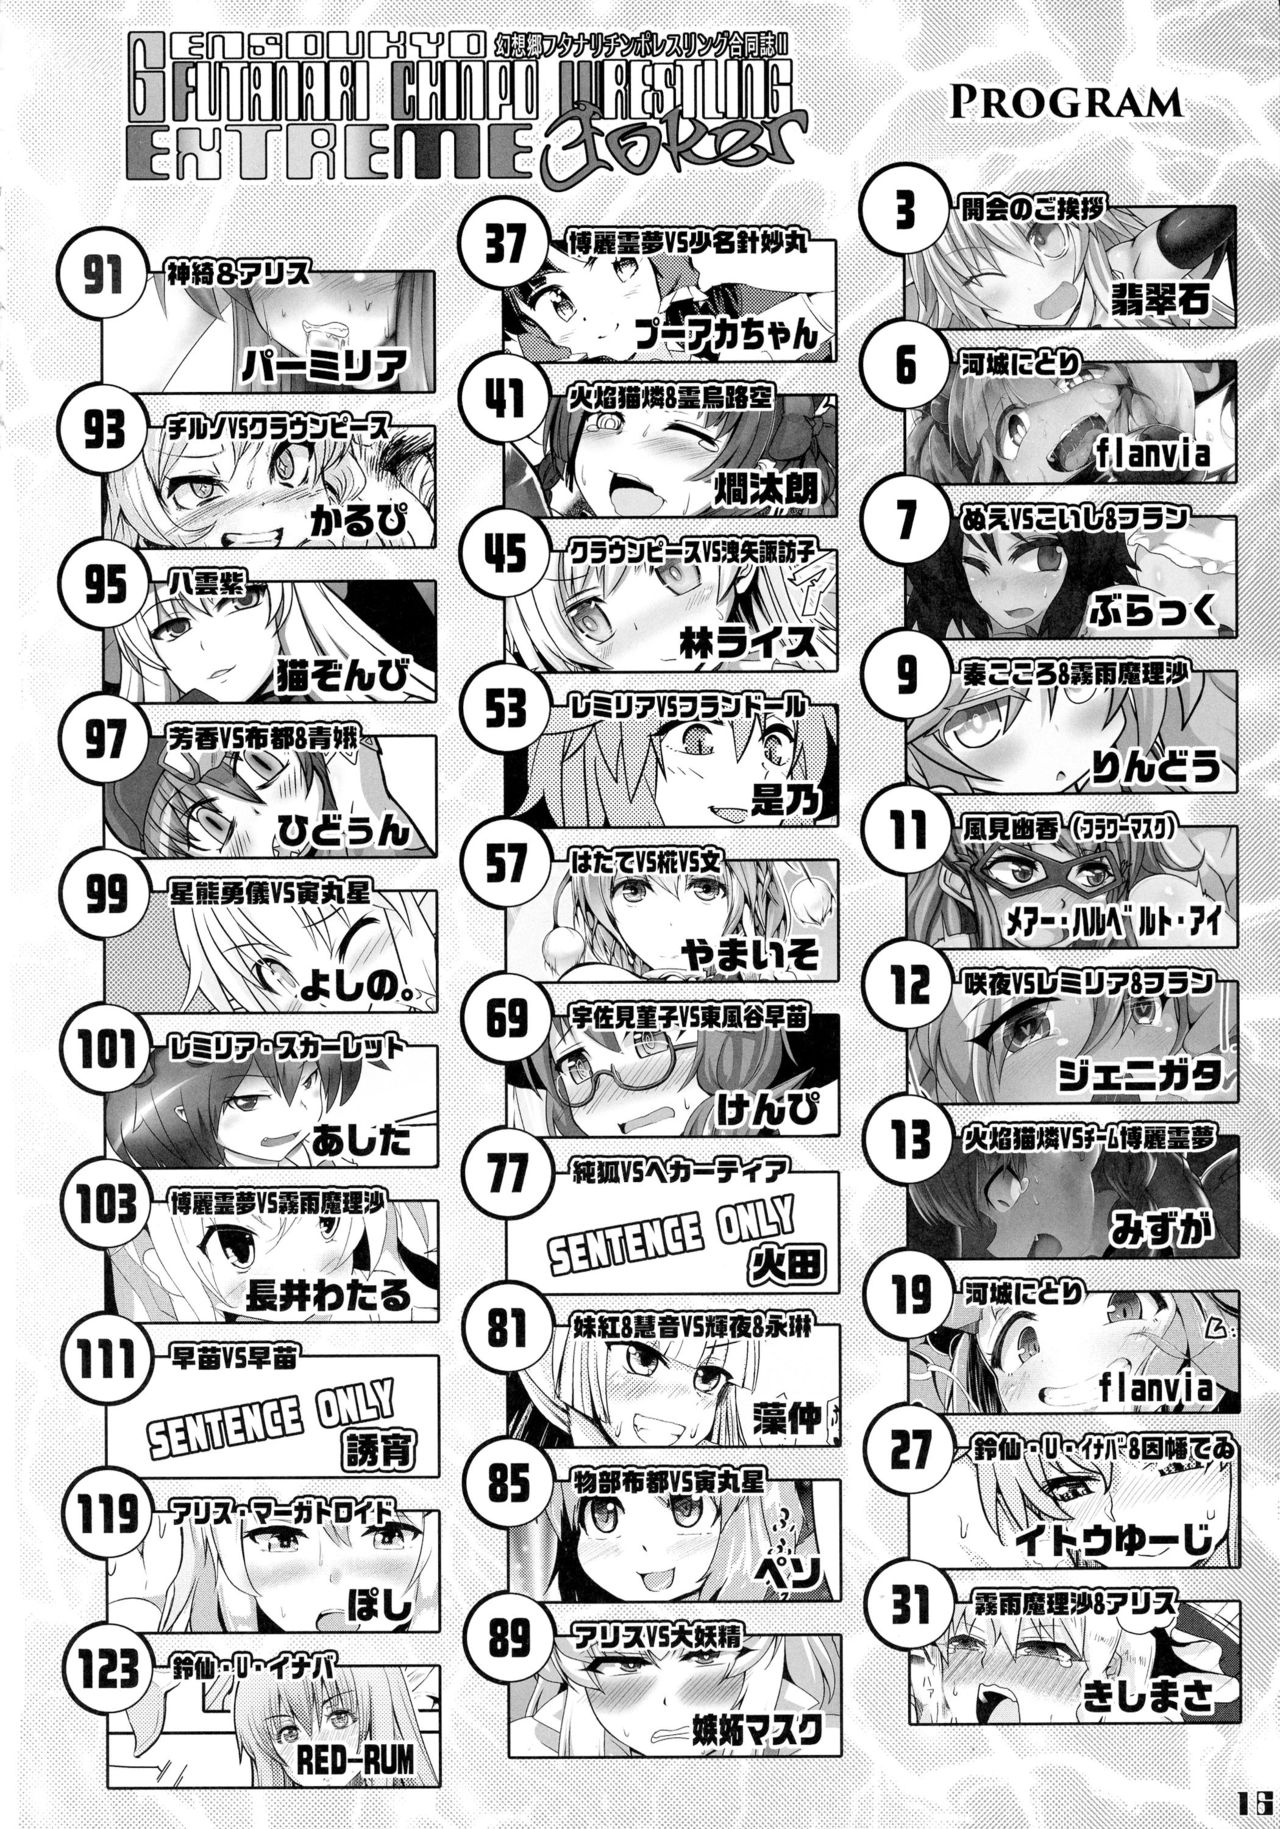 GENSOUKYO
幻想郷フタナリチンポレスリング合同誌II
FUTANARI CHINPO WRESTLING
EXTREME Joker
PROGRAM
3
開会のご挨拶
翡翠石
6
河城にとり
flanvia
7
ぬえVSこいし&フラン
ぶらっく
9
秦こころ&霧雨魔理沙
りんどう
11
風見幽香（フラワーマスク）
メアー・ハルベルト・アイ
12
咲夜VSレミリア&フラン
ジェニガタ
13
火焔猫燐VSチーム博麗霊夢
みずが
19
河城にとり
flanvia
27
鈴仙・U・イナバ&因幡てゐ
イトウゆーじ
31
霧雨魔理沙&アリス
きしまさ
37
博麗霊夢VS少名針妙丸
プーアカちゃん
41
火焔猫燐&霊烏路空
燗汰朗
45
クラウンピースVS洩矢諏訪子
林ライス
53
レミリアVSフランドール
是乃
57
はたてVS椛VS文
やまいそ
69
宇佐見菫子VS東風谷早苗
けんぴ
77
純狐VSヘカーティア
SENTENCE ONLY
火田
81
妹紅&慧音VS輝夜&永琳
藻仲
85
物部布都VS寅丸星
ペソ
89
アリスVS大妖精
嫉妬マスク
91
神綺&アリス
パーミリア
93
チルノVSクラウンピース
かるぴ
95
八雲紫
猫ぞんび
97
芳香VS布都&青娥
ひどぅん
99
星熊勇儀VS寅丸星
よしの。
101
レミリア・スカーレット
あした
103
博麗霊夢VS霧雨魔理沙
長井わたる
111
早苗VS早苗
SENTENCE ONLY
誘宵
119
アリス・マーガトロイド
ぽし
123
鈴仙・U・イナバ
RED-RUM
16